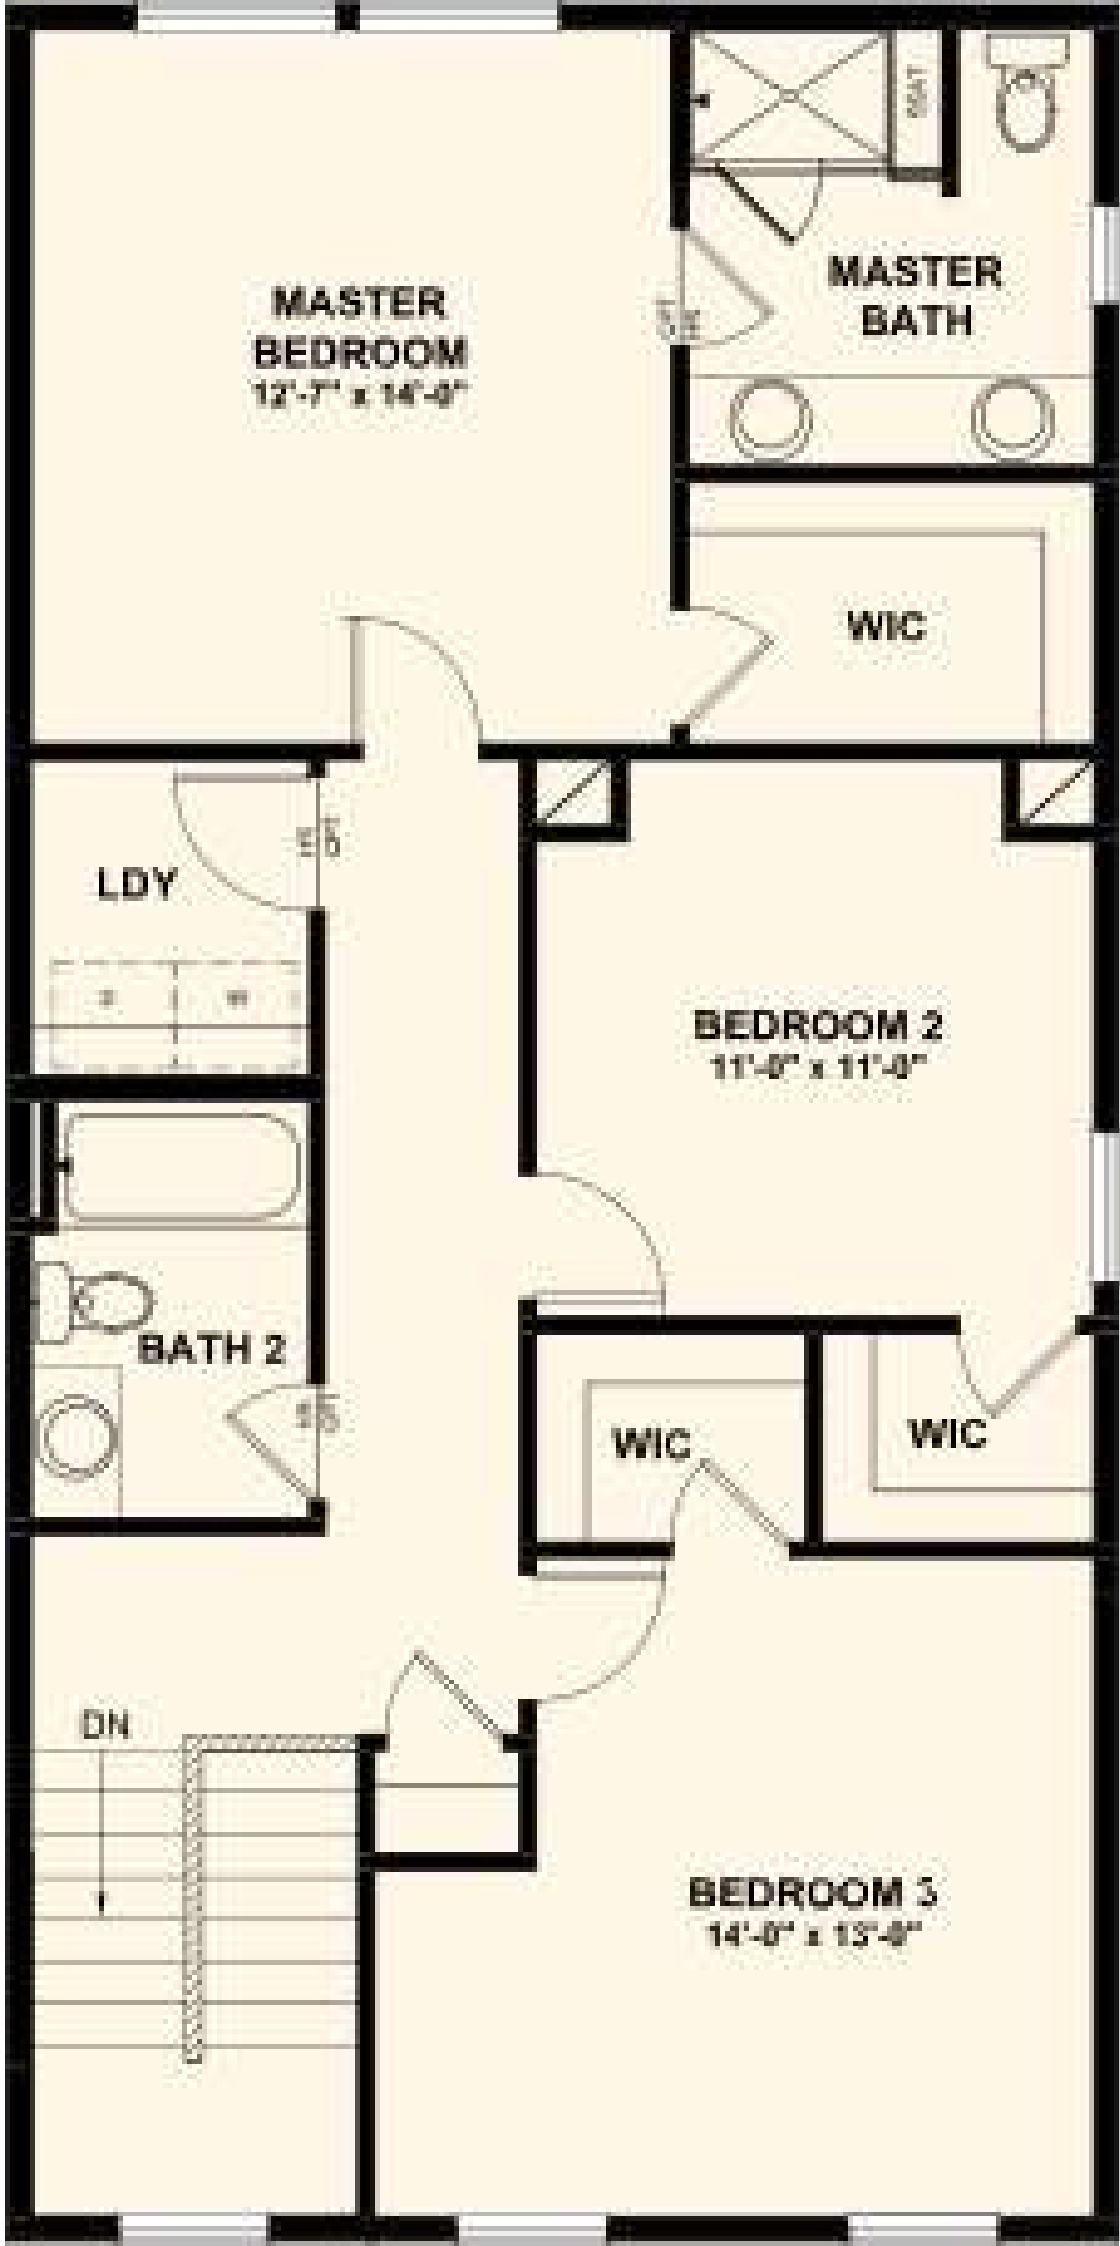 SEAT
MASTER
BATH
MASTER
BEDROOM
12'-7" x 14'-0"
WIC
LDY
BEDROOM 2
11'-0" x 11'-0"
BATH 2
WIC
WIC
DN
BEDROOM 3
14'-0" x 13'-0"